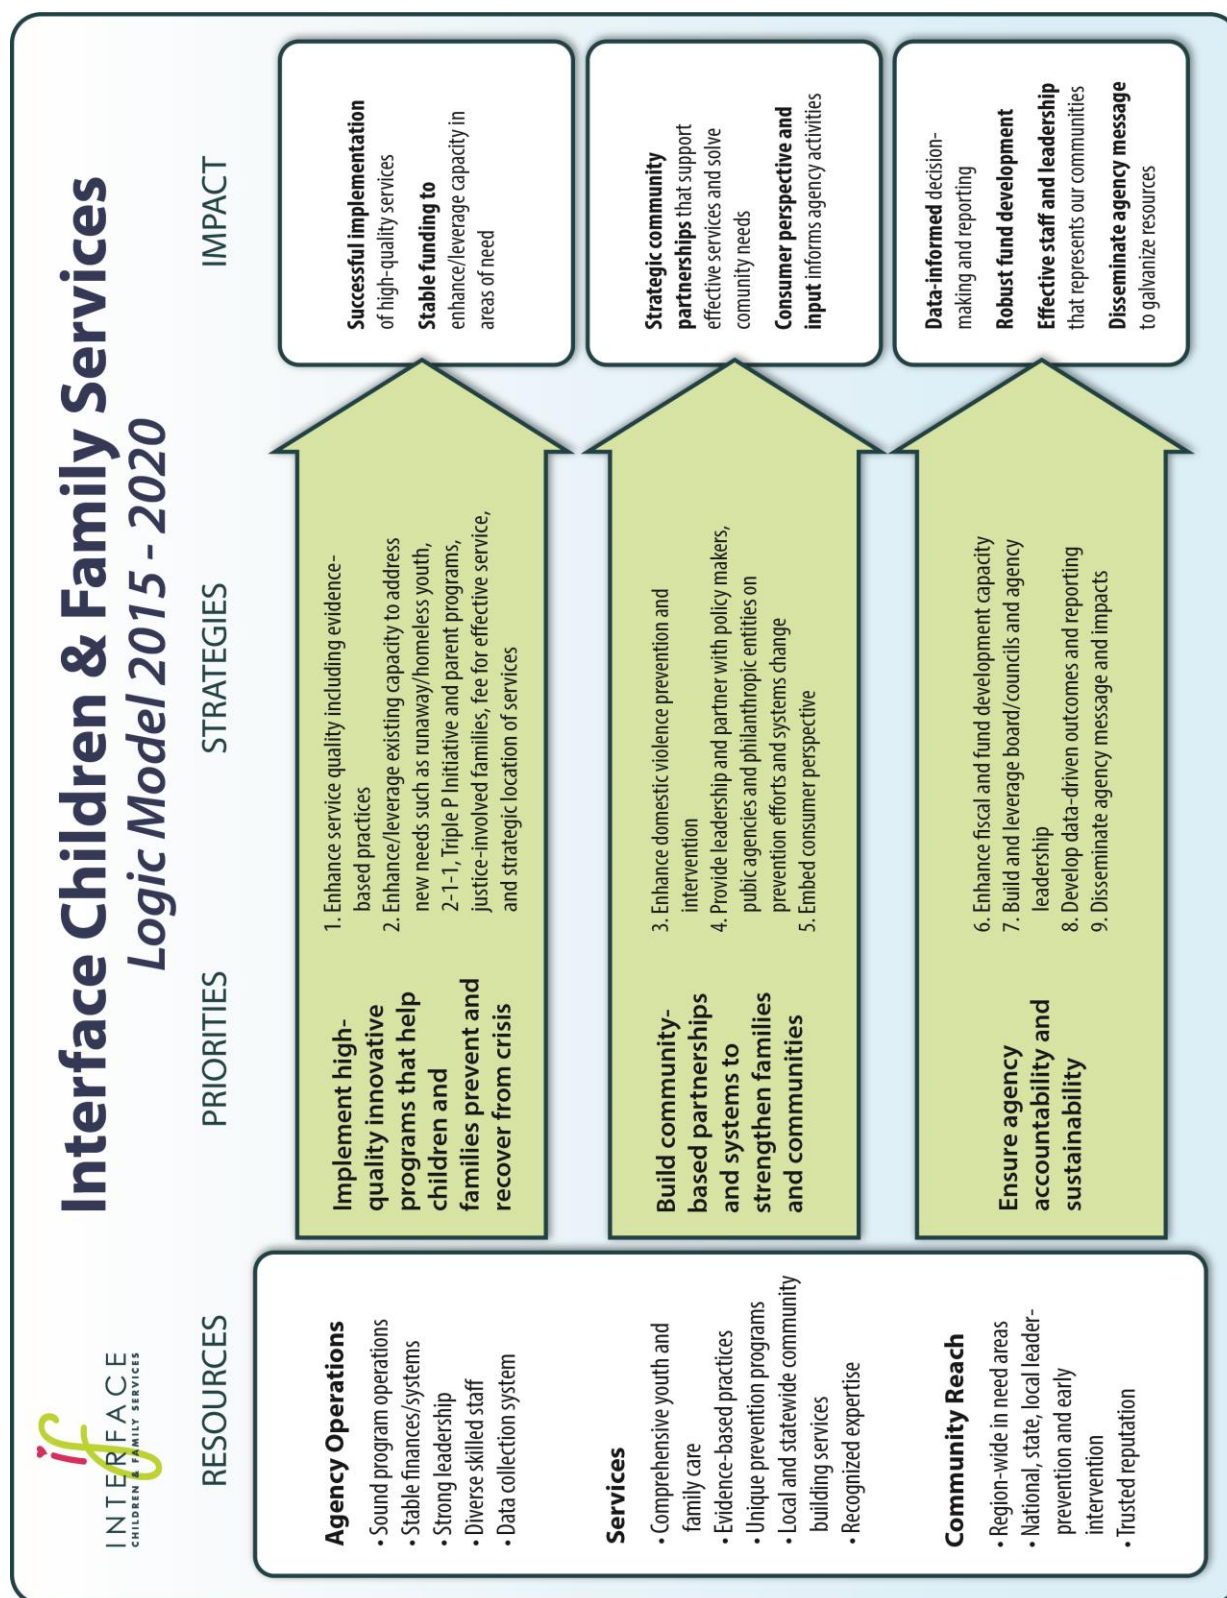 if
INTERFACE
CHILDREN & FAMILY SERVICES
Interface Children & Family Services
Logic Model 2015 - 2020
RESOURCES
PRIORITIES
STRATEGIES
IMPACT
Agency Operations
• Sound program operations
• Stable finances/systems
• Strong leadership
• Diverse skilled staff
• Data collection system
Services
• Comprehensive youth and
family care
• Evidence-based practices
• Unique prevention programs
• Local and statewide community
building services
• Recognized expertise
Community Reach
• Region-wide in need areas
• National, state, local leader-
prevention and early
intervention
• Trusted reputation
Implement high-
quality innovative
programs that help
children and
families prevent and
recover from crisis
1. Enhance service quality including evidence-
based practices
2. Enhance/leverage existing capacity to address
new needs such as runaway/homeless youth,
2-1-1, Triple P Initiative and parent programs,
justice-involved families, fee for effective service,
and strategic location of services
Successful implementation
of high-quality services
Stable funding to
enhance/leverage capacity in
areas of need
Build community-
based partnerships
and systems to
strengthen families
and communities
3. Enhance domestic violence prevention and
intervention
4. Provide leadership and partner with policy makers,
pubic agencies and philanthropic entities on
prevention efforts and systems change
5. Embed consumer perspective
Strategic community
partnerships that support
effective services and solve
comunity needs
Consumer perspective and
input informs agency activities
Ensure agency
accountability and
sustainability
6. Enhance fiscal and fund development capacity
7. Build and leverage board/councils and agency
leadership
8. Develop data-driven outcomes and reporting
9. Disseminate agency message and impacts
Data-informed decision-
making and reporting
Robust fund development
Effective staff and leadership
that represents our communities
Disseminate agency message
to galvanize resources